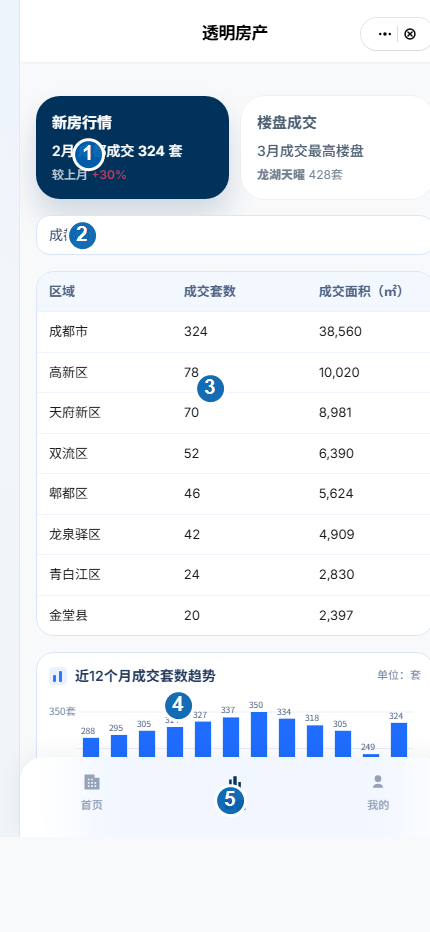 透明房产
新房行情
2月 成交 324 套
较上月 +30%
楼盘成交
3月成交最高楼盘
龙湖天曜 428套
1
成
2
区域 成交套数 成交面积（㎡）
成都市 324 38,560
高新区 78 10,020
3
天府新区 70 8,981
双流区 52 6,390
郫都区 46 5,624
龙泉驿区 42 4,909
青白江区 24 2,830
金堂县 20 2,397
近12个月成交套数趋势 单位：套
4
350套
288 295 305 327 337 350 334 318 305 249 324
首页
5
我的